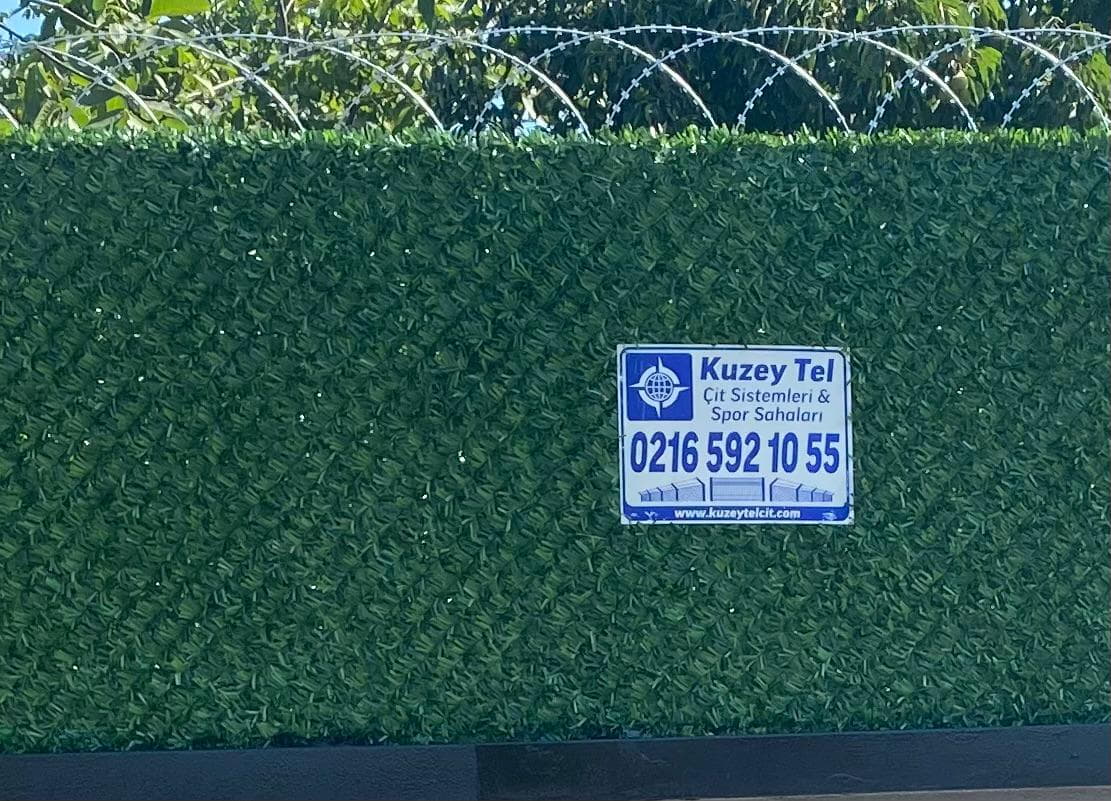 Kuzey Tel
Çit Sistemleri &
Spor Sahaları
0216 592 10 55
www.kuzeytelcit.com